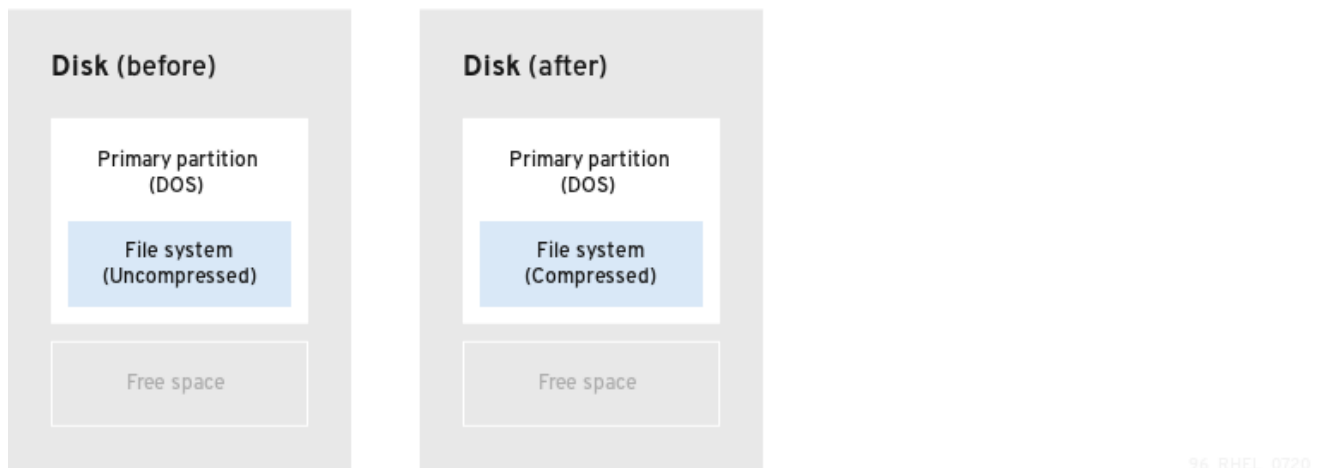 Disk (before)
Primary partition
(DOS)
File system
(Uncompressed)
Free space
Disk (after)
Primary partition
(DOS)
File system
(Compressed)
Free space
96_RHEL_0720